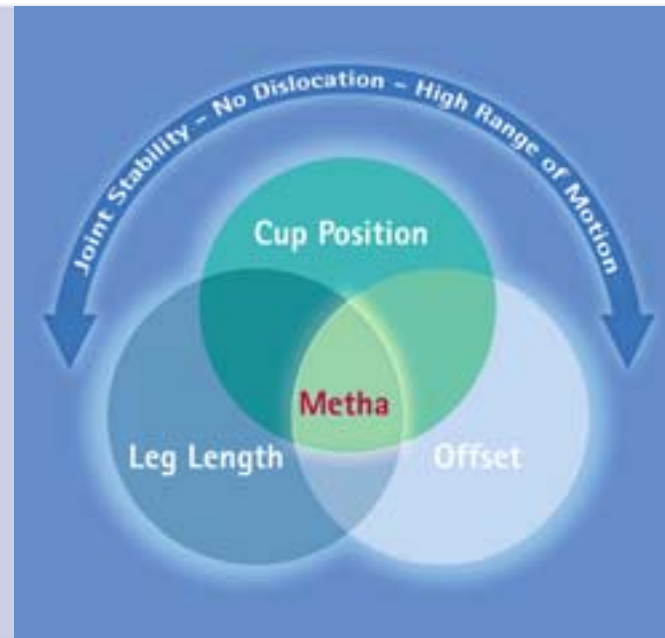 Joint Stability – No Dislocation – High Range of Motion
Cup Position
Metha
Leg Length
Offset